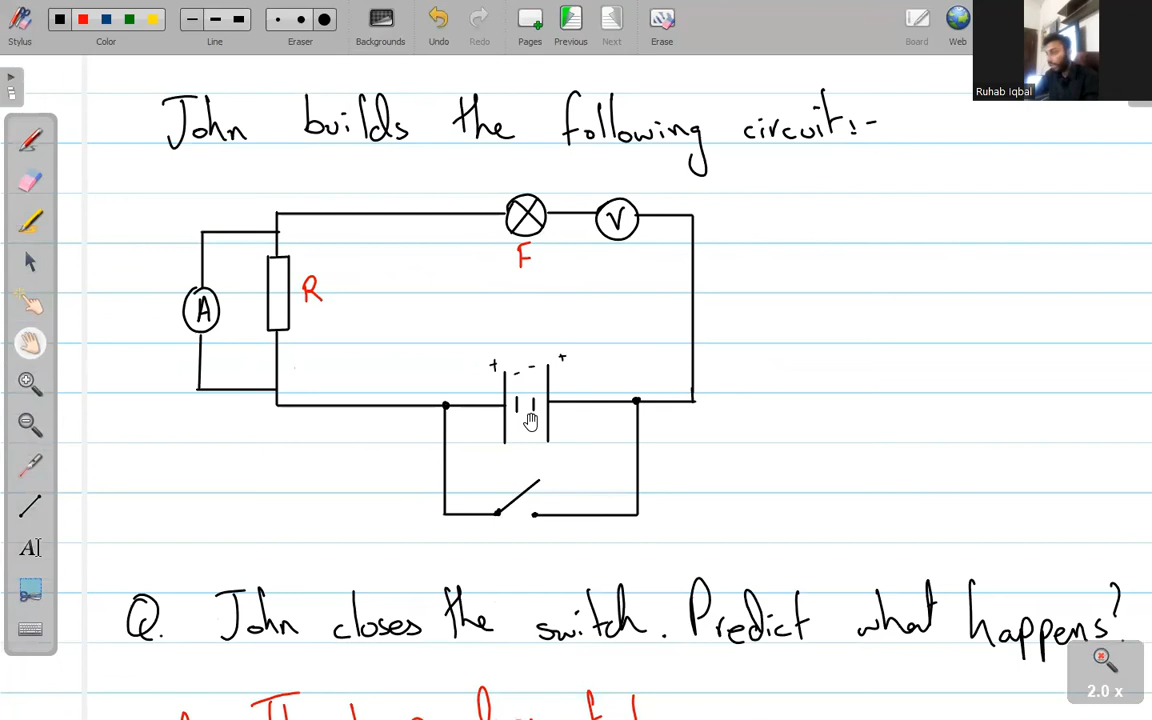 Stylus
Color
Line
Eraser
Backgrounds
Undo
Redo
Pages
Previous
Next
Erase
Board
Web
Ruhab Iqbal
John builds the following circuit:-
F
V
A
R
+ - - +
AI
Q. John closes the switch. Predict what happens?
2.0 x